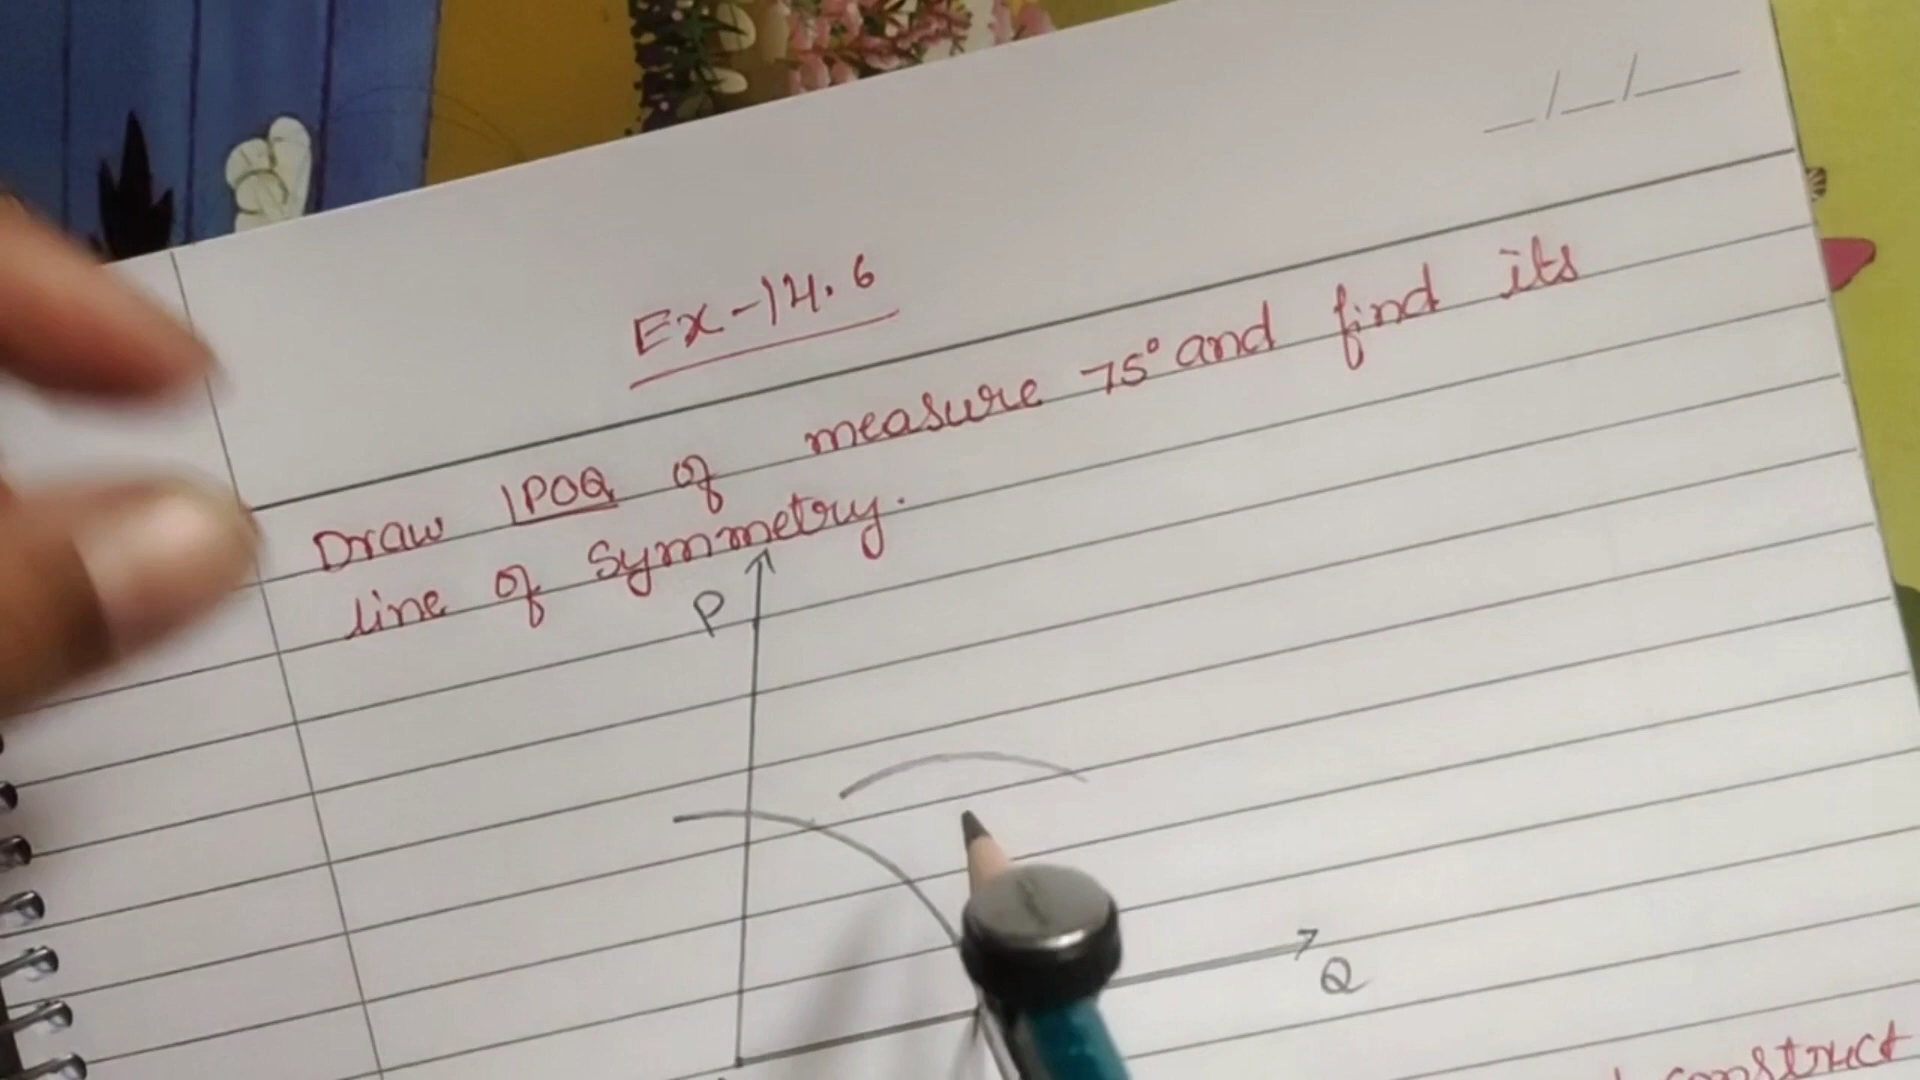 _/_/_
Ex-14.6
Draw ∠POQ of measure 75° and find its
line of symmetry.
P
Q
construct